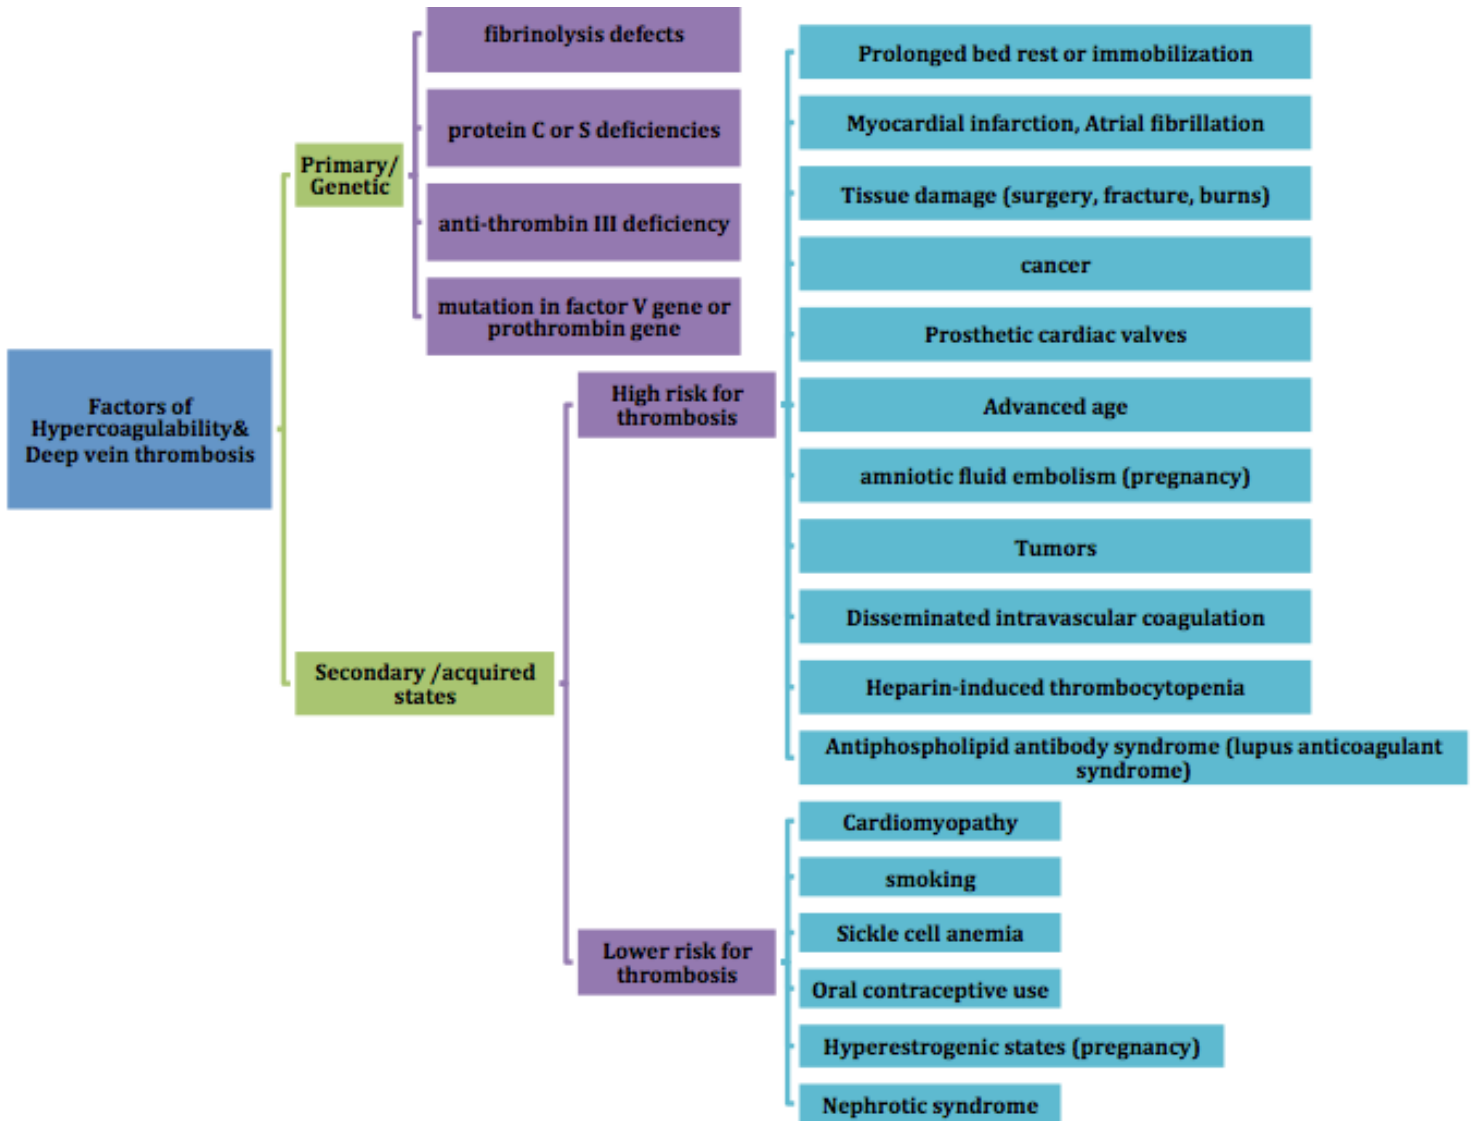 Factors of
Hypercoagulability&
Deep vein thrombosis
Primary/
Genetic
fibrinolysis defects
protein C or S deficiencies
anti-thrombin III deficiency
mutation in factor V gene or
prothrombin gene
Secondary /acquired
states
High risk for
thrombosis
Prolonged bed rest or immobilization
Myocardial infarction, Atrial fibrillation
Tissue damage (surgery, fracture, burns)
cancer
Prosthetic cardiac valves
Advanced age
amniotic fluid embolism (pregnancy)
Tumors
Disseminated intravascular coagulation
Heparin-induced thrombocytopenia
Antiphospholipid antibody syndrome (lupus anticoagulant
syndrome)
Lower risk for
thrombosis
Cardiomyopathy
smoking
Sickle cell anemia
Oral contraceptive use
Hyperestrogenic states (pregnancy)
Nephrotic syndrome